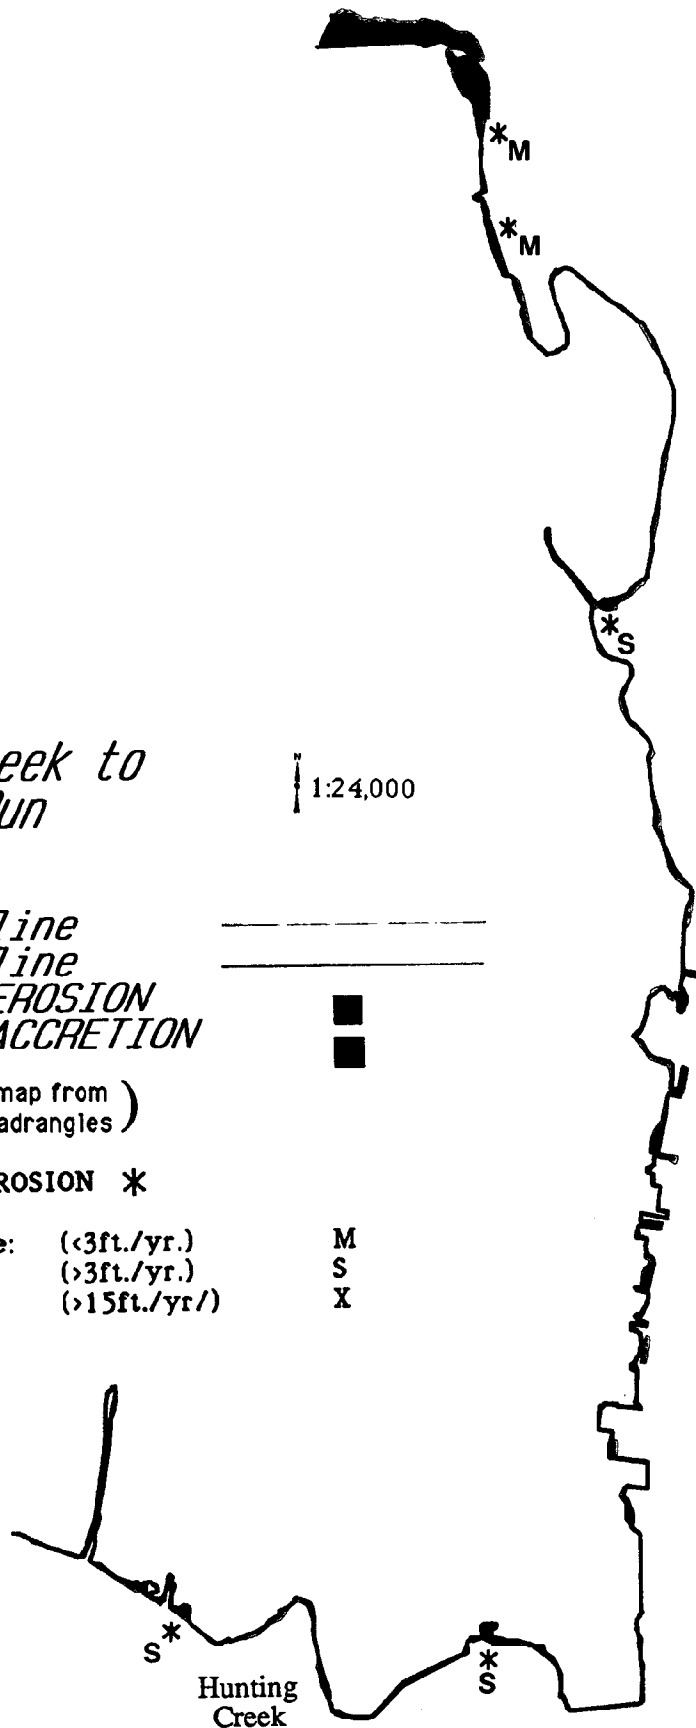 *M
*M
*S
eek to
Run
N
1:24,000
line
line
EROSION
ACCRETION
map from )
adrangles
ROSION *
e: (<3ft./yr.) M
(>3ft./yr.) S
(>15ft./yr/) X
S*
*
S
Hunting
Creek